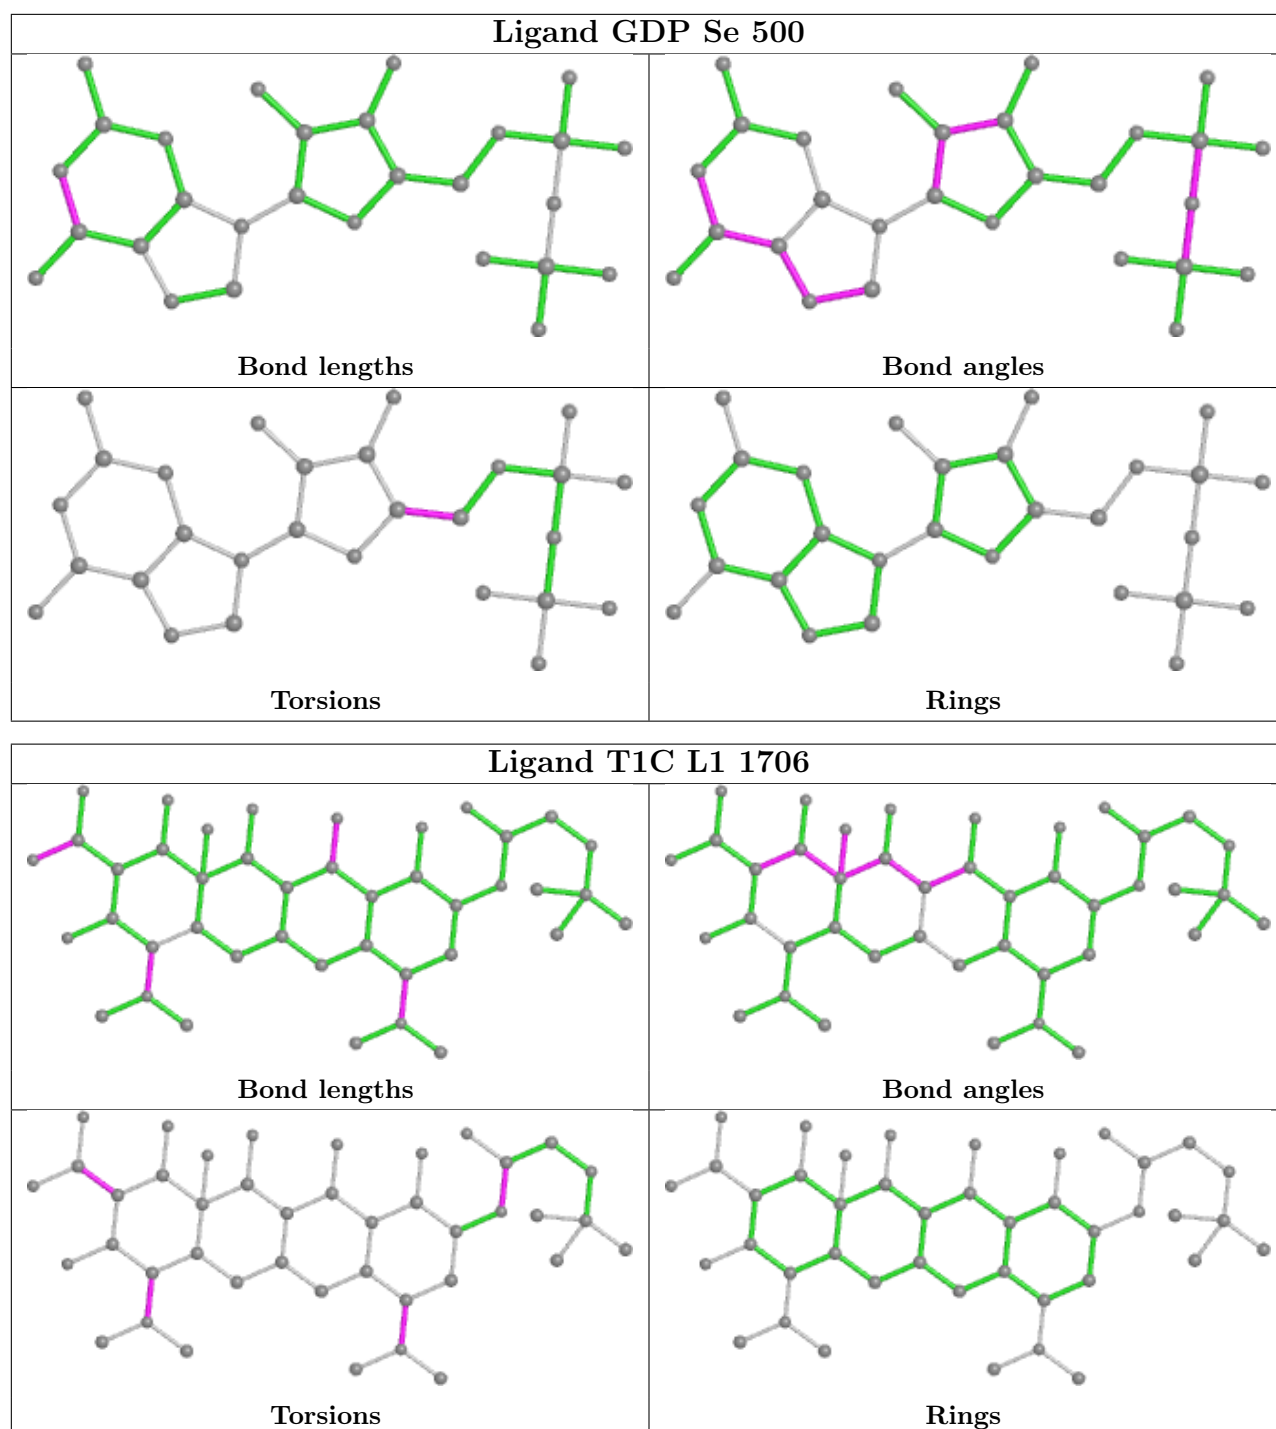 Ligand GDP Se 500
Bond lengths
Bond angles
Torsions
Rings
Ligand T1C L1 1706
Bond lengths
Bond angles
Torsions
Rings